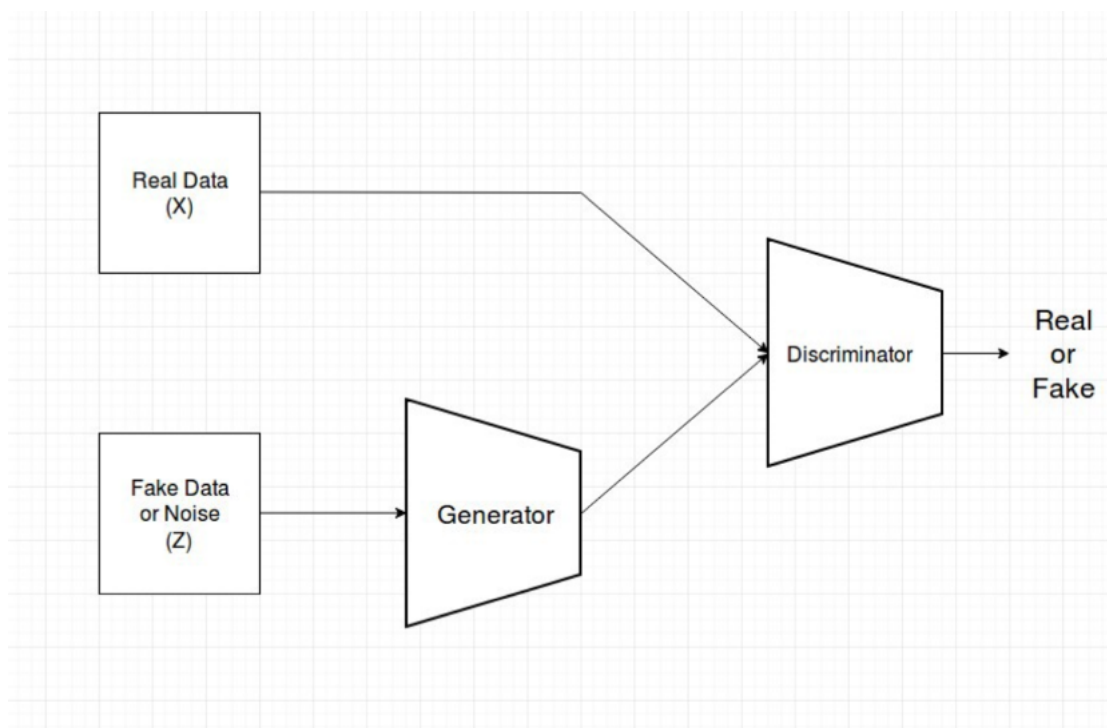 Real Data
(X)
Fake Data
or Noise
(Z)
Generator
Discriminator
Real
or
Fake